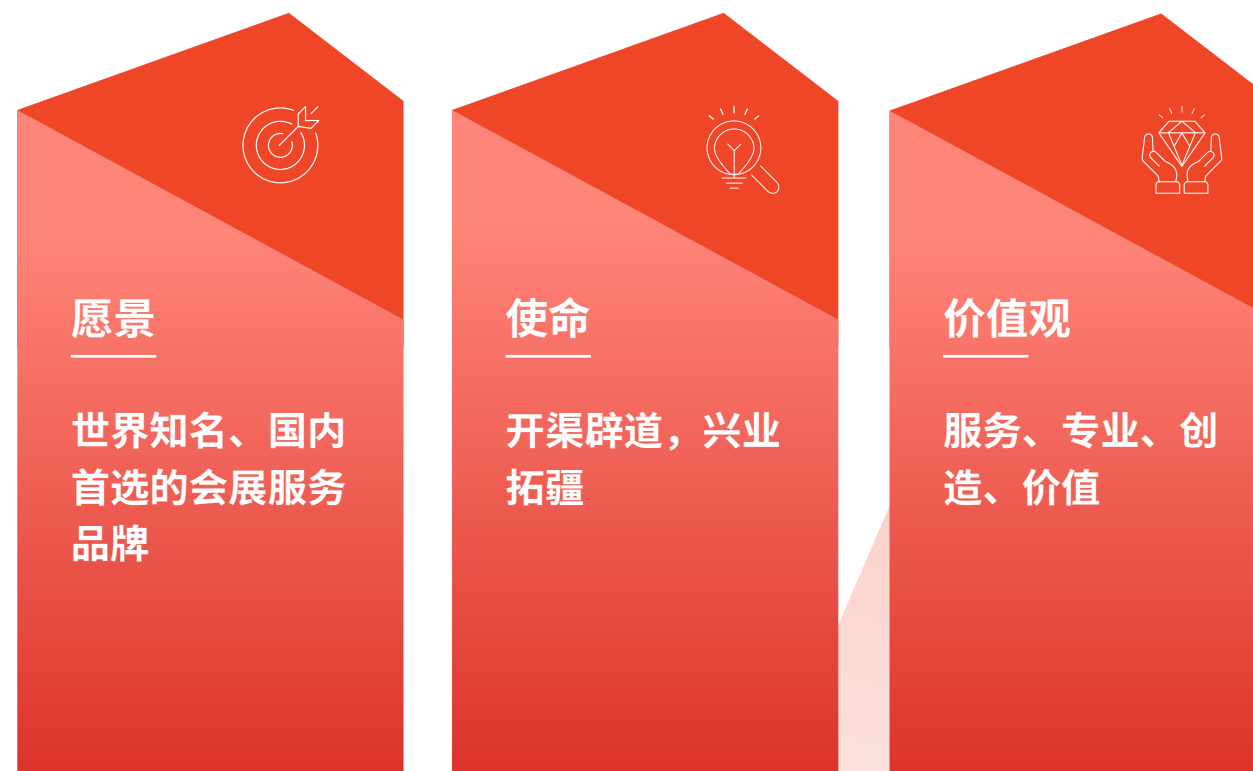 愿景
世界知名、国内
首选的会展服务
品牌
使命
开渠辟道，兴业
拓疆
价值观
服务、专业、创
造、价值